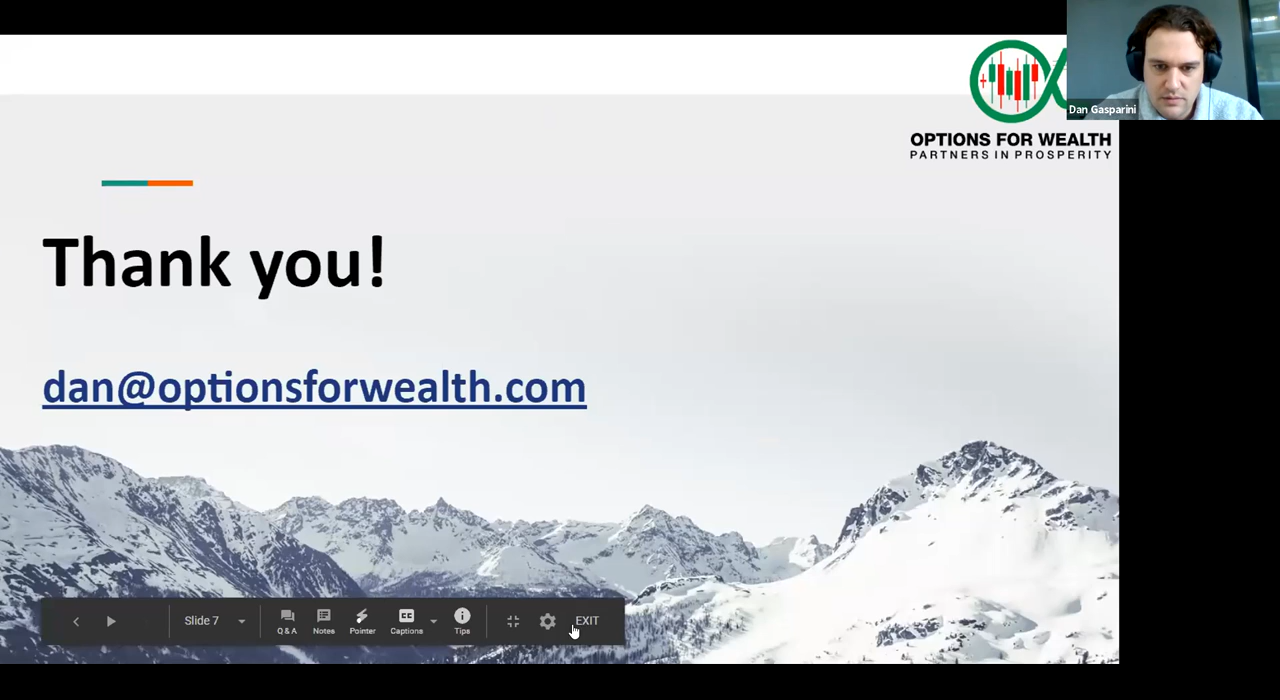 OPTIONS FOR WEALTH
PARTNERS IN PROSPERITY
Dan Gasparini
Thank you!
dan@optionsforwealth.com
Slide 7
Q & A
Notes
Pointer
CC
Captions
Tips
EXIT